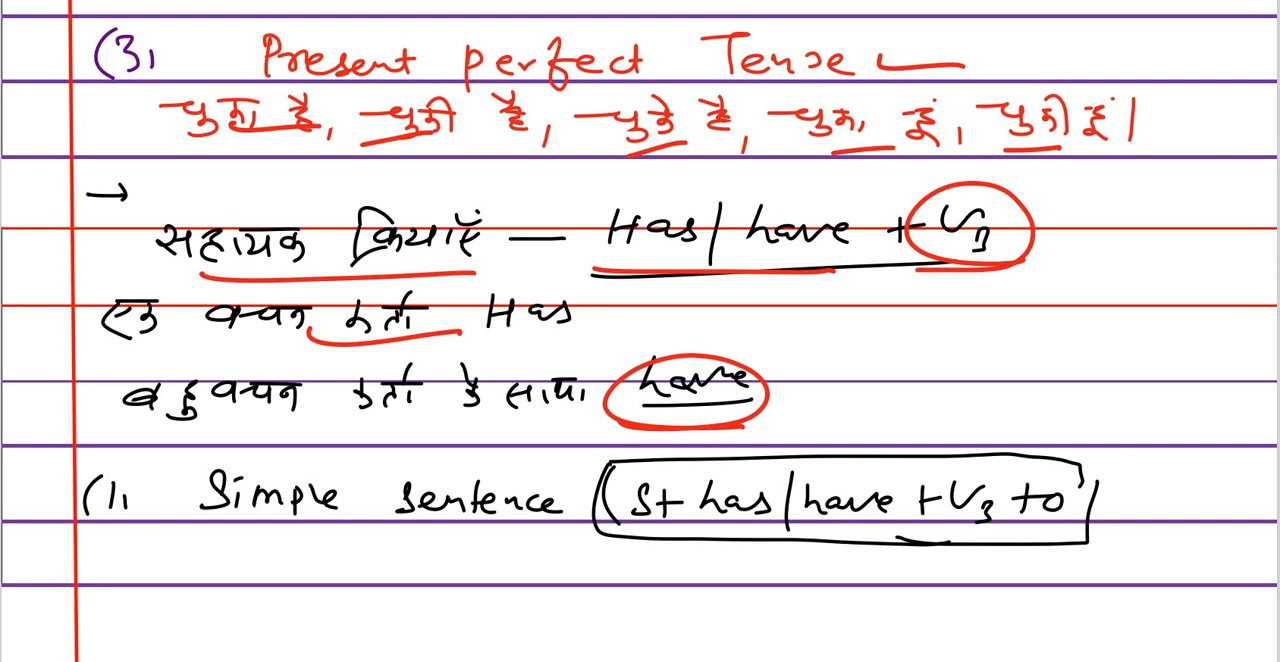 (3) Present perfect Tense —
चुका है, चुकी है, चुके है, चुका हूं, चुकी हूं।
→
सहायक क्रियाएं — Has/have + V3
एक वचन कर्ता Has
बहुवचन कर्ता के साथ have
(1) Simple sentence (S+ has/have +V3 +o)